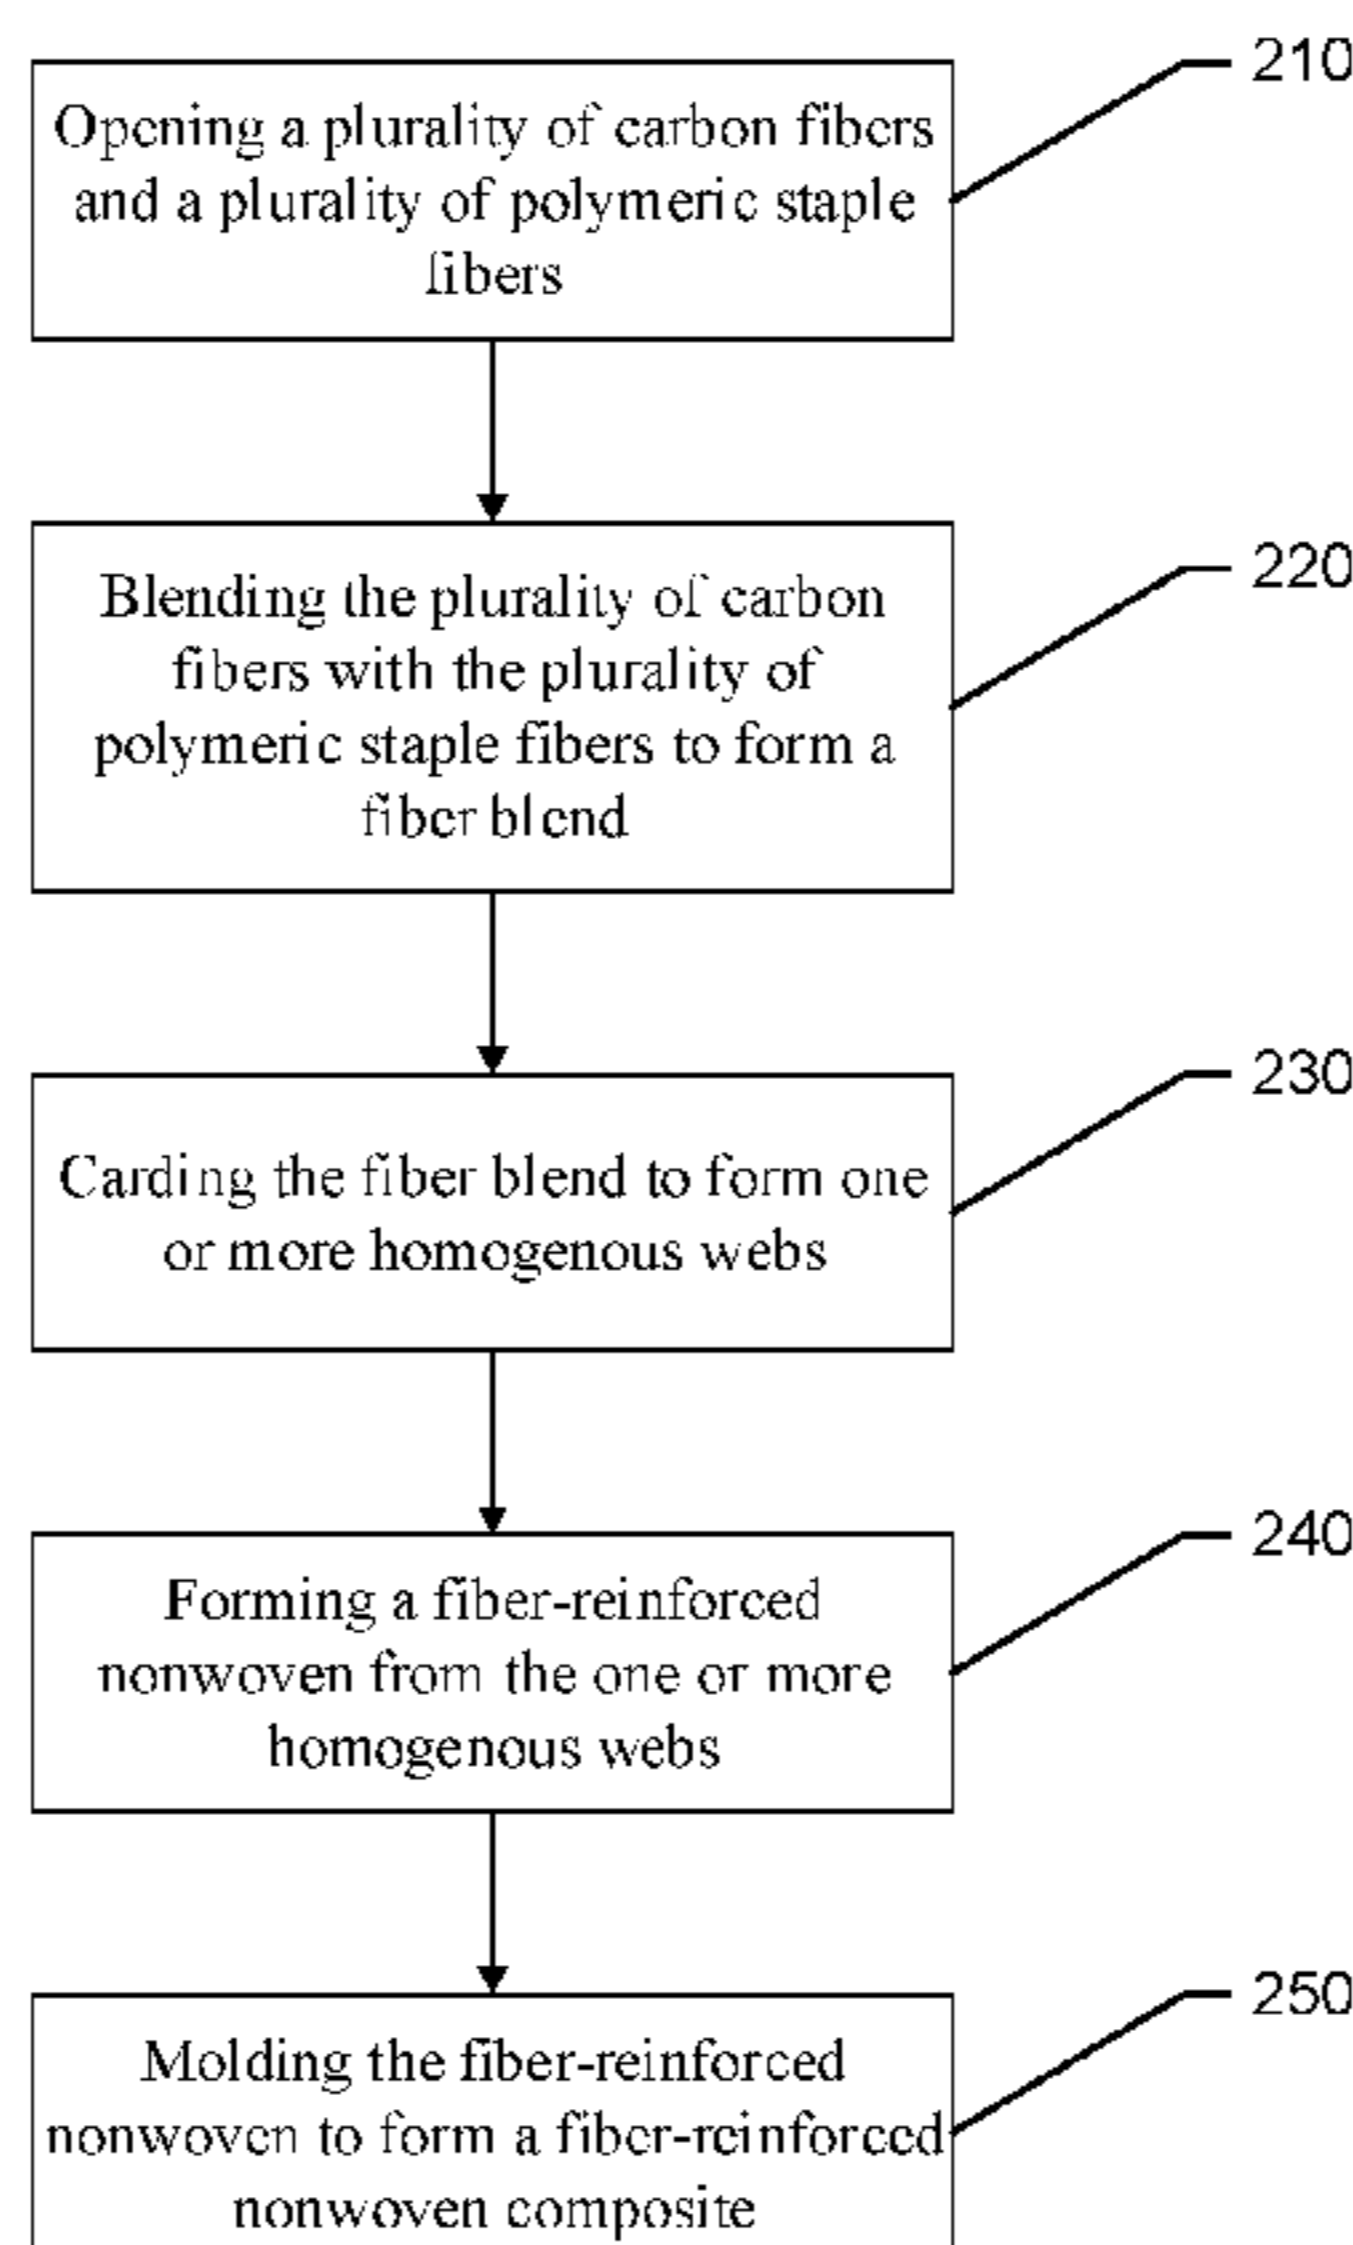 210
Opening a plurality of carbon fibers
and a plurality of polymeric staple
fibers
220
Blending the plurality of carbon
fibers with the plurality of
polymeric staple fibers to form a
fiber blend
230
Carding the fiber blend to form one
or more homogenous webs
240
Forming a fiber-reinforced
nonwoven from the one or more
homogenous webs
250
Molding the fiber-reinforced
nonwoven to form a fiber-reinforced
nonwoven composite